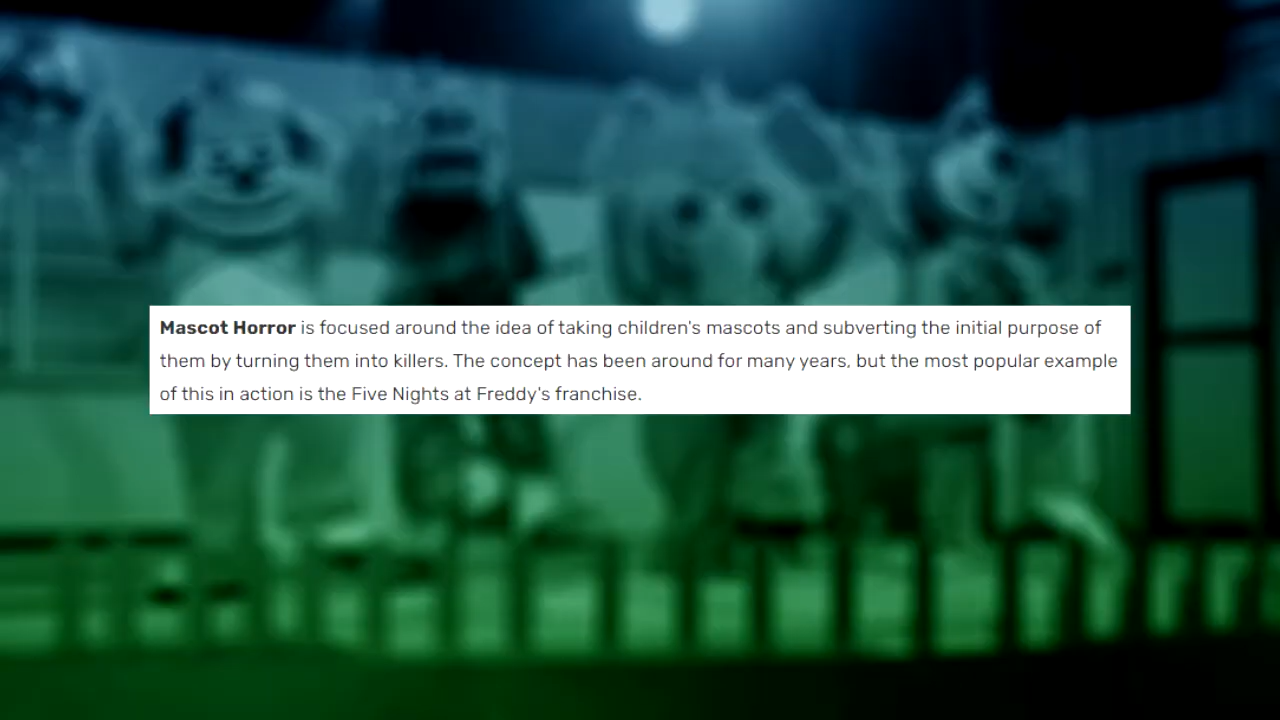 Mascot Horror is focused around the idea of taking children's mascots and subverting the initial purpose of
them by turning them into killers. The concept has been around for many years, but the most popular example
of this in action is the Five Nights at Freddy's franchise.